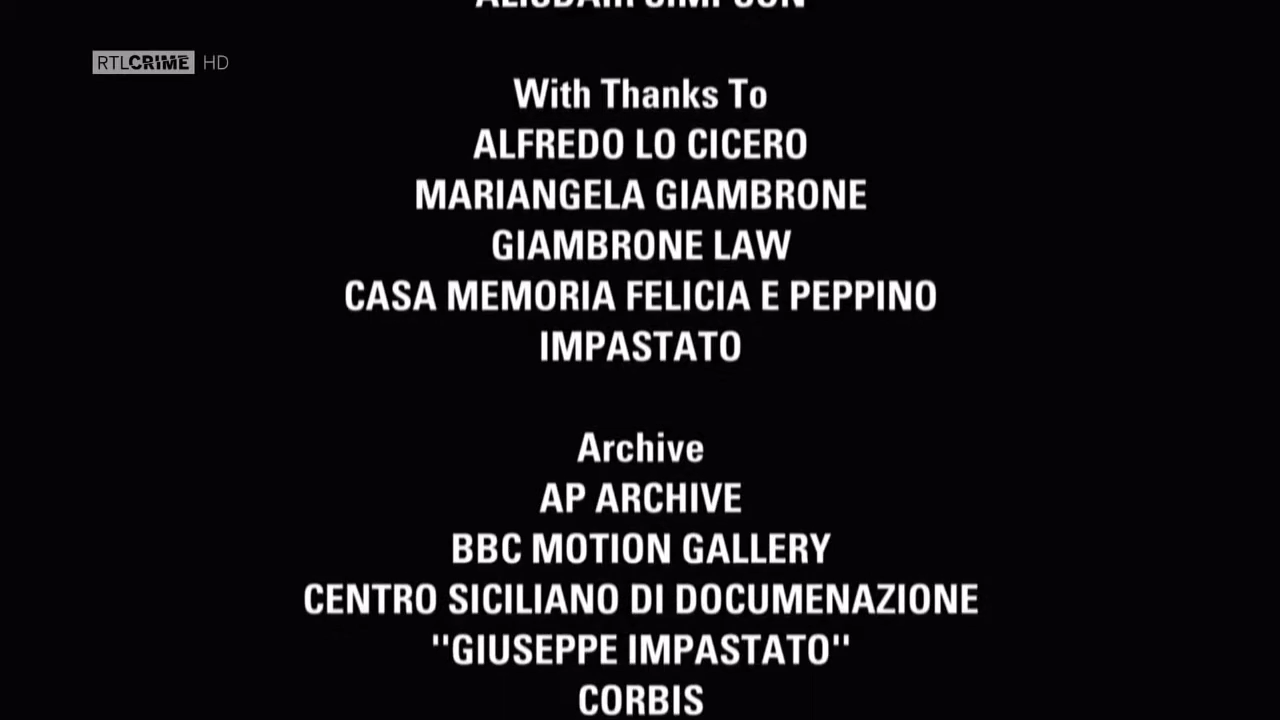 RTLCRIME HD
With Thanks To
ALFREDO LO CICERO
MARIANGELA GIAMBRONE
GIAMBRONE LAW
CASA MEMORIA FELICIA E PEPPINO
IMPASTATO
Archive
AP ARCHIVE
BBC MOTION GALLERY
CENTRO SICILIANO DI DOCUMENAZIONE
"GIUSEPPE IMPASTATO"
CORBIS